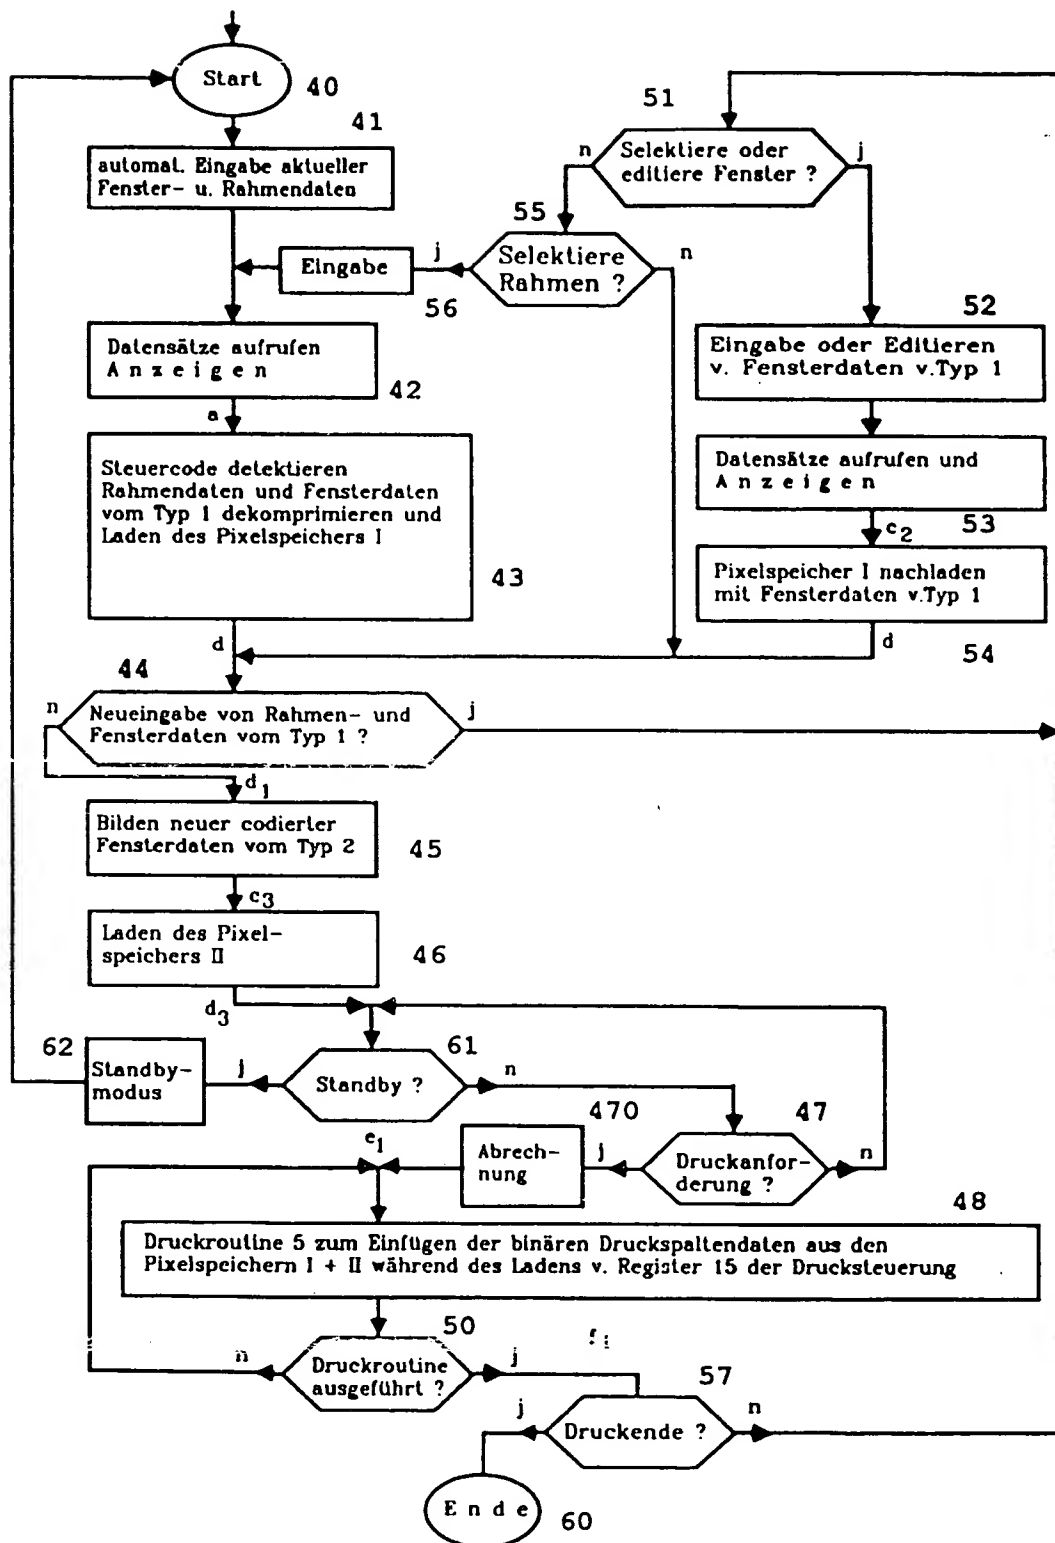 Start
40
41
automat. Eingabe aktueller
Fenster- u. Rahmendaten
51
Selektiere oder
editiere Fenster ?
n
j
55
Selektiere
Rahmen ?
j
n
Eingabe
56
52
Eingabe oder Editieren
v. Fensterdaten v.Typ 1
Datensätze aufrufen
A n z e i g e n
42
a
Datensätze aufrufen und
A n z e i g e n
53
c2
Steuercode detektieren
Rahmendaten und Fensterdaten
vom Typ 1 dekomprimieren und
Laden des Pixelspeichers I
43
Pixelspeicher I nachladen
mit Fensterdaten v.Typ 1
54
d
d
44
n
Neueingabe von Rahmen- und
Fensterdaten vom Typ 1 ?
j
d1
Bilden neuer codierter
Fensterdaten vom Typ 2
45
c3
Laden des Pixel-
speichers II
46
d3
62
Standby-
modus
j
61
Standby ?
n
470
Abrech-
nung
j
47
Druckanfor-
derung ?
n
e1
48
Druckroutine 5 zum Einfügen der binären Druckspaltendaten aus den
Pixelspeichern I + II während des Ladens v. Register 15 der Drucksteuerung
50
n
Druckroutine
ausgeführt ?
j
57
j
Druckende ?
n
E n d e
60